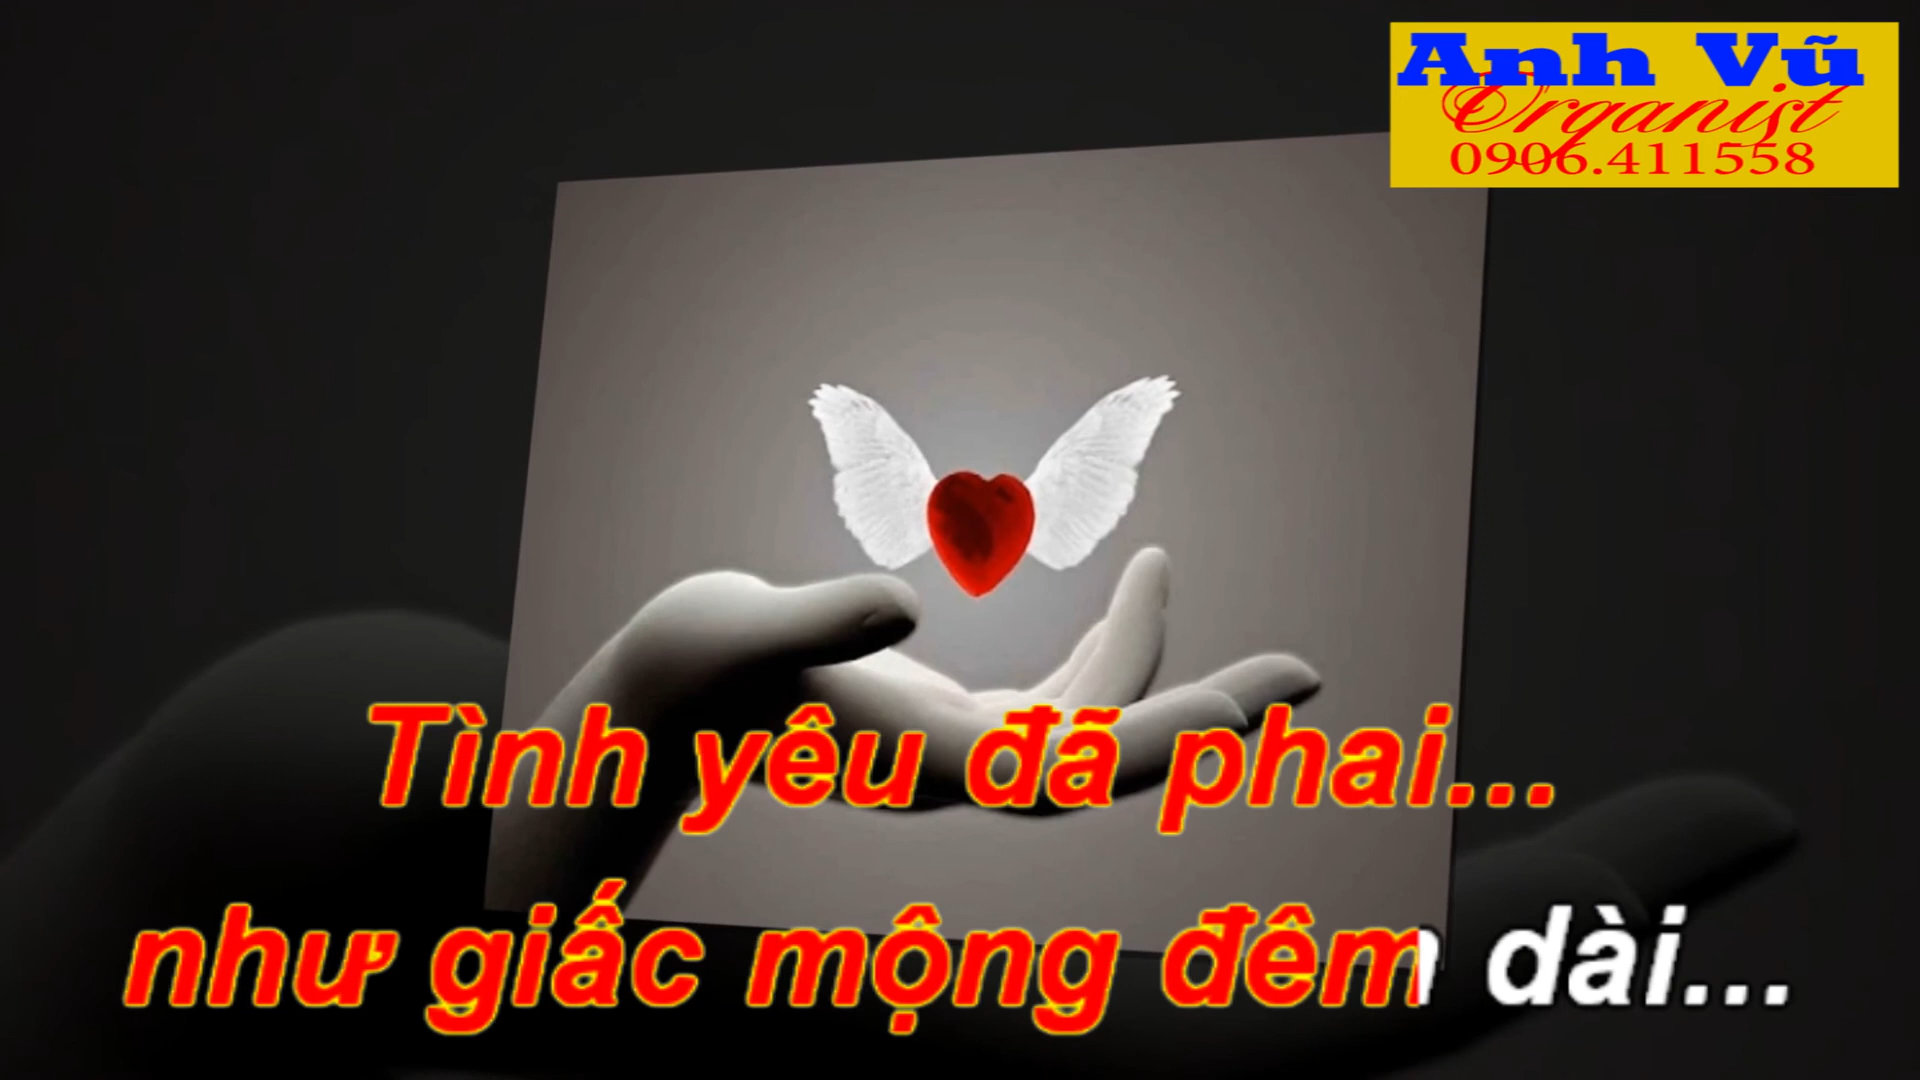 Anh Vũ
Organist
0906.411558
Tình yêu đã phai...
như giấc mộng đêm dài...